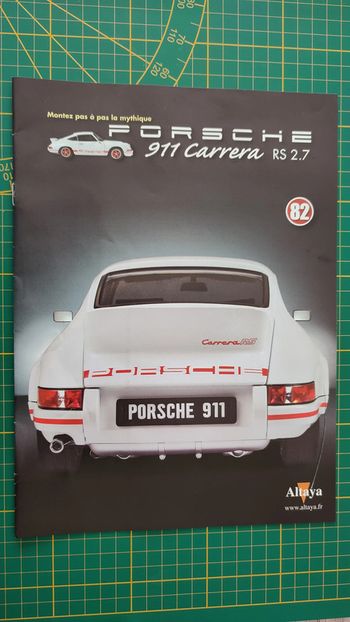 Montez pas à pas la mythique
PORSCHE
911 Carrera RS 2.7
82
Carrera RS
PORSCHE
PORSCHE 911
Altaya
www.altaya.fr